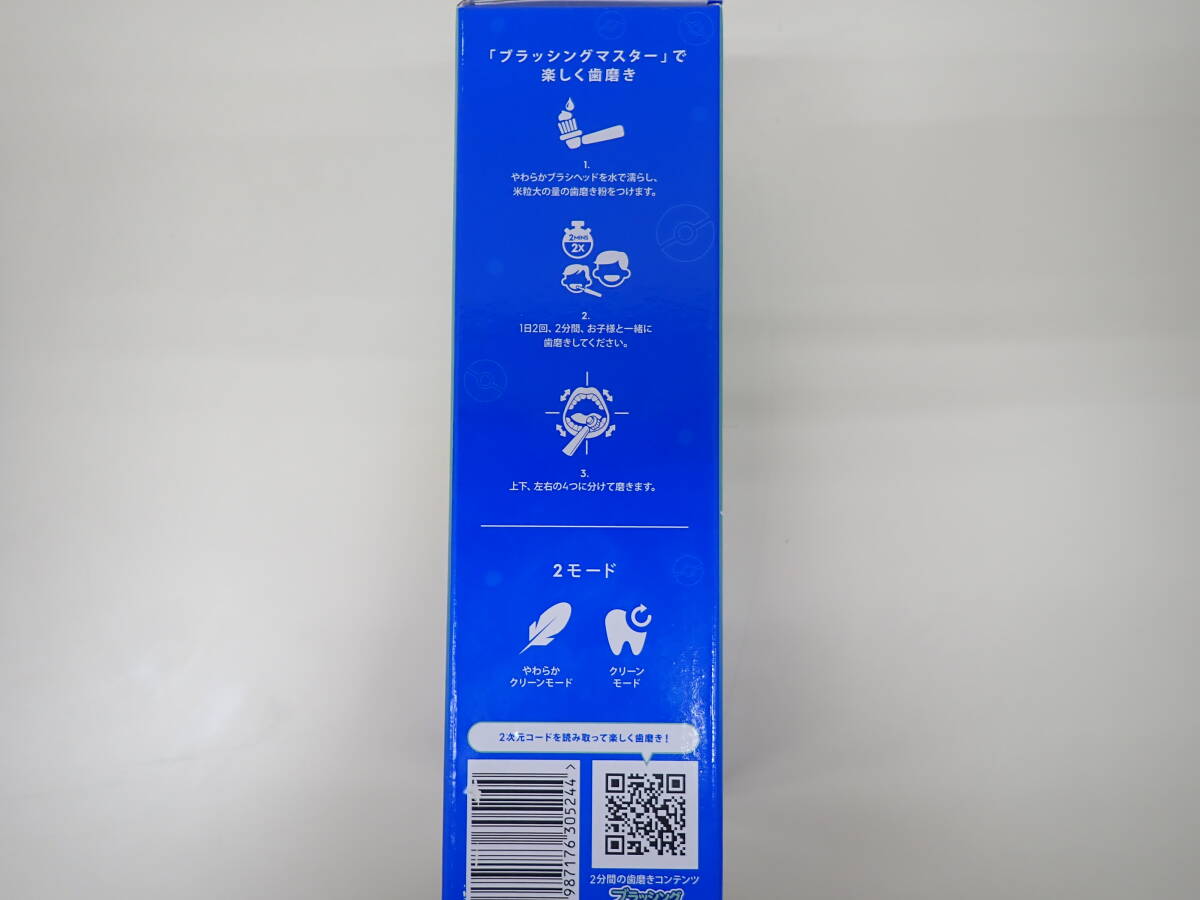 「ブラッシングマスター」で
楽しく歯磨き
1.
やわらかブラシヘッドを水で濡らし、
米粒大の量の歯磨き粉をつけます。
2MINS
2X
2.
1日2回、2分間、お子様と一緒に
歯磨きしてください。
3.
上下、左右の4つに分けて磨きます。
2モード
やわらか
クリーンモード
クリーン
モード
2次元コードを読み取って楽しく歯磨き！
987176305244 >
2分間の歯磨きコンテンツ
ブラッシング